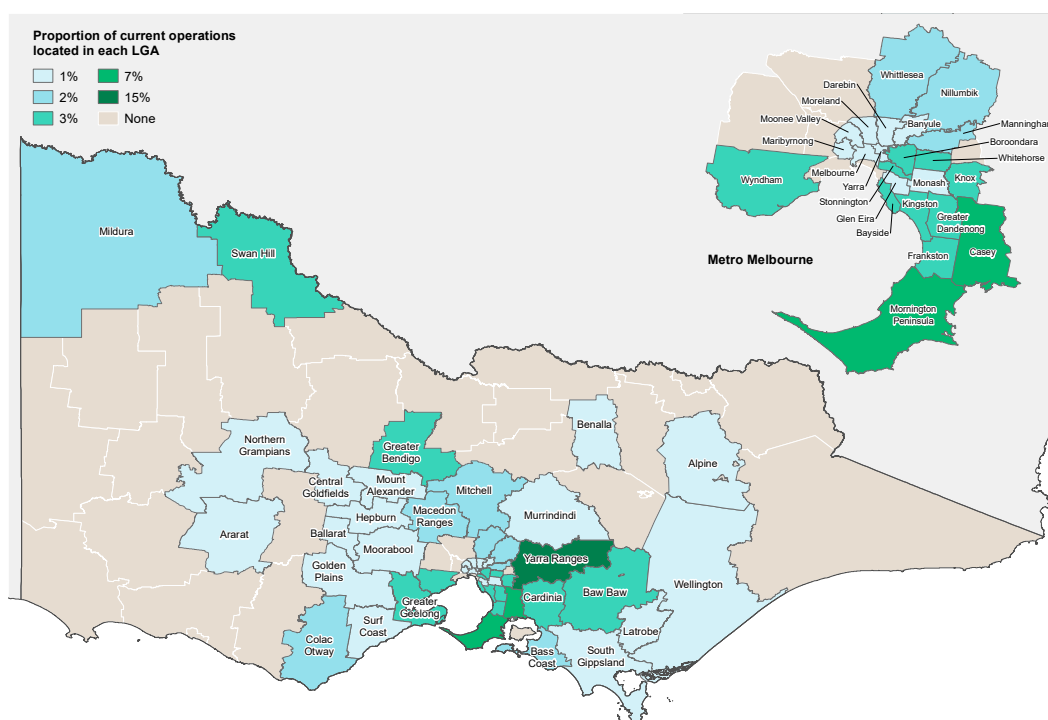 Proportion of current operations
located in each LGA
1%
7%
2%
15%
3%
None
Whittlesea
Darebin
Nillumbik
Moreland
Moonee Valley
Banyule
Manningham
Maribyrnong
Boroondara
Whitehorse
Melbourne
Wyndham
Knox
Yarra
Monash
Stonnington
Kingston
Glen Eira
Greater
Dandenong
Bayside
Casey
Frankston
Metro Melbourne
Mornington
Peninsula
Mildura
Swan Hill
Benalla
Northern
Grampians
Greater
Bendigo
Alpine
Central
Goldfields
Mount
Alexander
Mitchell
Macedon
Ranges
Hepburn
Murrindindi
Ararat
Ballarat
Moorabool
Yarra Ranges
Golden
Plains
Wellington
Cardinia
Baw Baw
Greater
Geelong
Surf
Coast
Latrobe
Colac
Otway
Bass
Coast
South
Gippsland